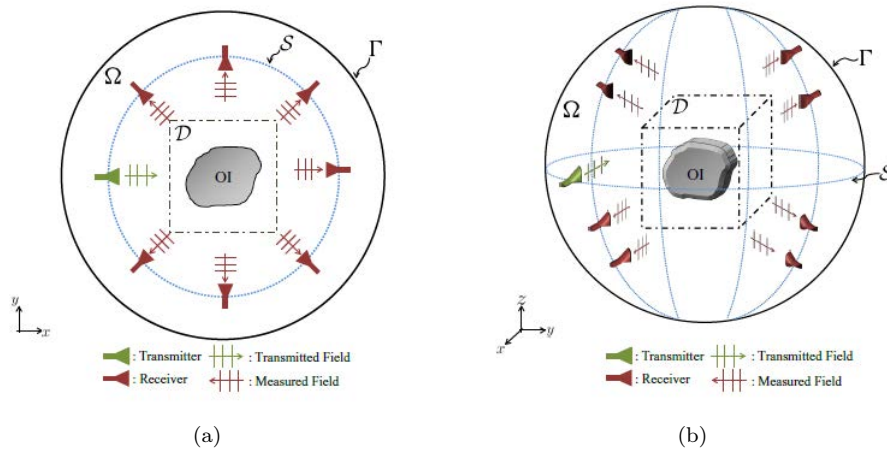 Ω
S
Γ
D
OI
y
x
: Transmitter : Transmitted Field
: Receiver : Measured Field
(a)
Ω
Γ
D
OI
S
z
y
x
: Transmitter : Transmitted Field
: Receiver : Measured Field
(b)